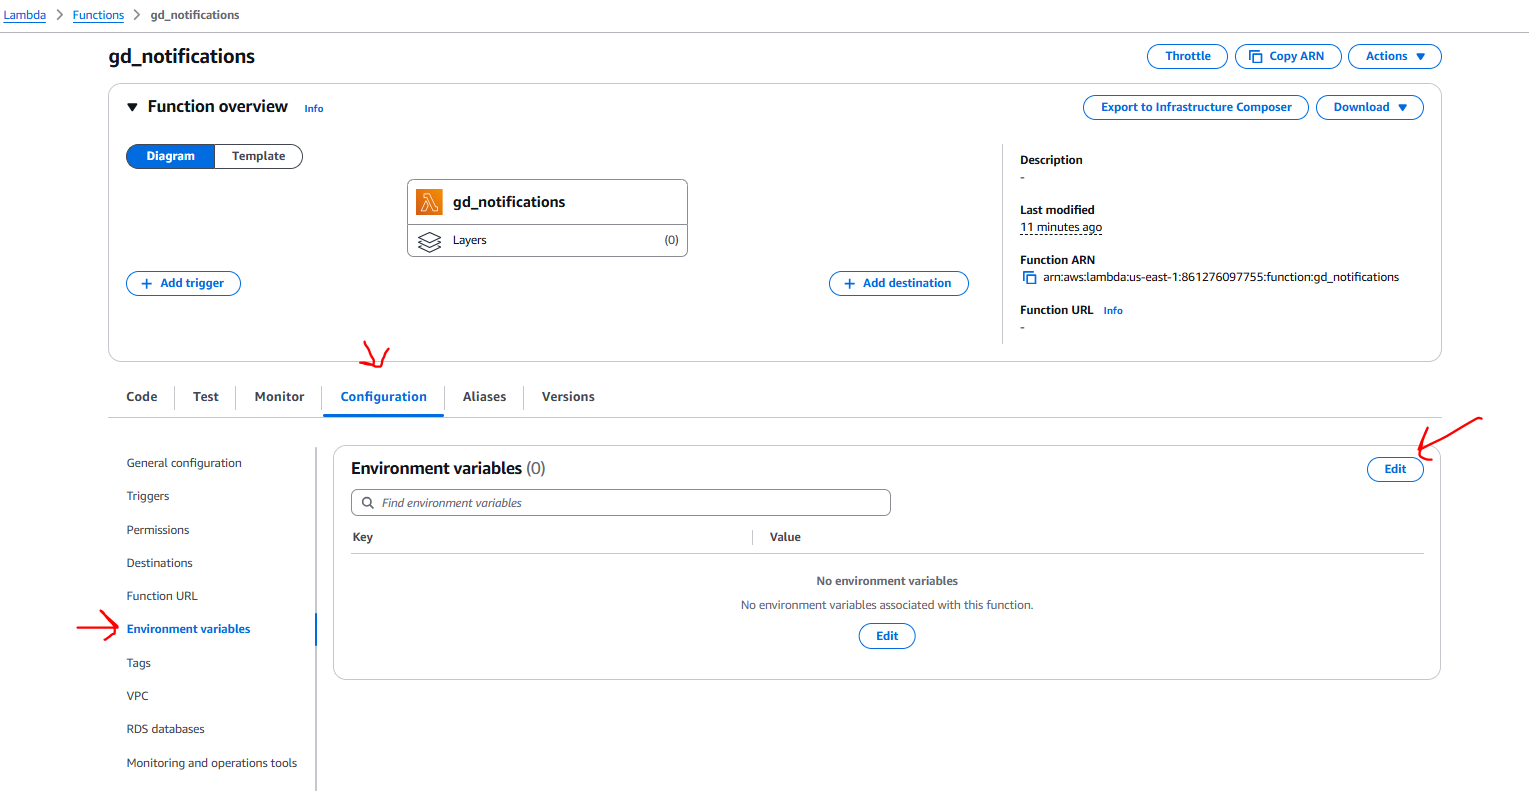 Lambda > Functions > gd_notifications
gd_notifications
Throttle Copy ARN Actions
Function overview Info
Export to Infrastructure Composer Download
Diagram Template
gd_notifications
Layers (0)
+ Add trigger
+ Add destination
Description
-
Last modified
11 minutes ago
Function ARN
arn:aws:lambda:us-east-1:861276097755:function:gd_notifications
Function URL Info
-
Code Test Monitor Configuration Aliases Versions
General configuration
Triggers
Permissions
Destinations
Function URL
Environment variables
Tags
VPC
RDS databases
Monitoring and operations tools
Environment variables (0)
Edit
Find environment variables
Key Value
No environment variables
No environment variables associated with this function.
Edit